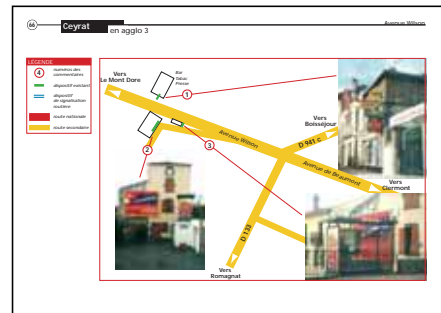 66
Ceyrat
en agglo 3
Avenue Wilson
LÉGENDE
4 numéros des
commentaires
dispositif existant
dispositif
de signalisation
routière
route nationale
route secondaire
Vers
Le Mont Dore
Bar
Tabac
Presse
1
Avenue Wilson
Vers
Boisséjour
D 941 c
2
3
Avenue de Beaumont
Vers
Clermont
D 133
Vers
Romagnat